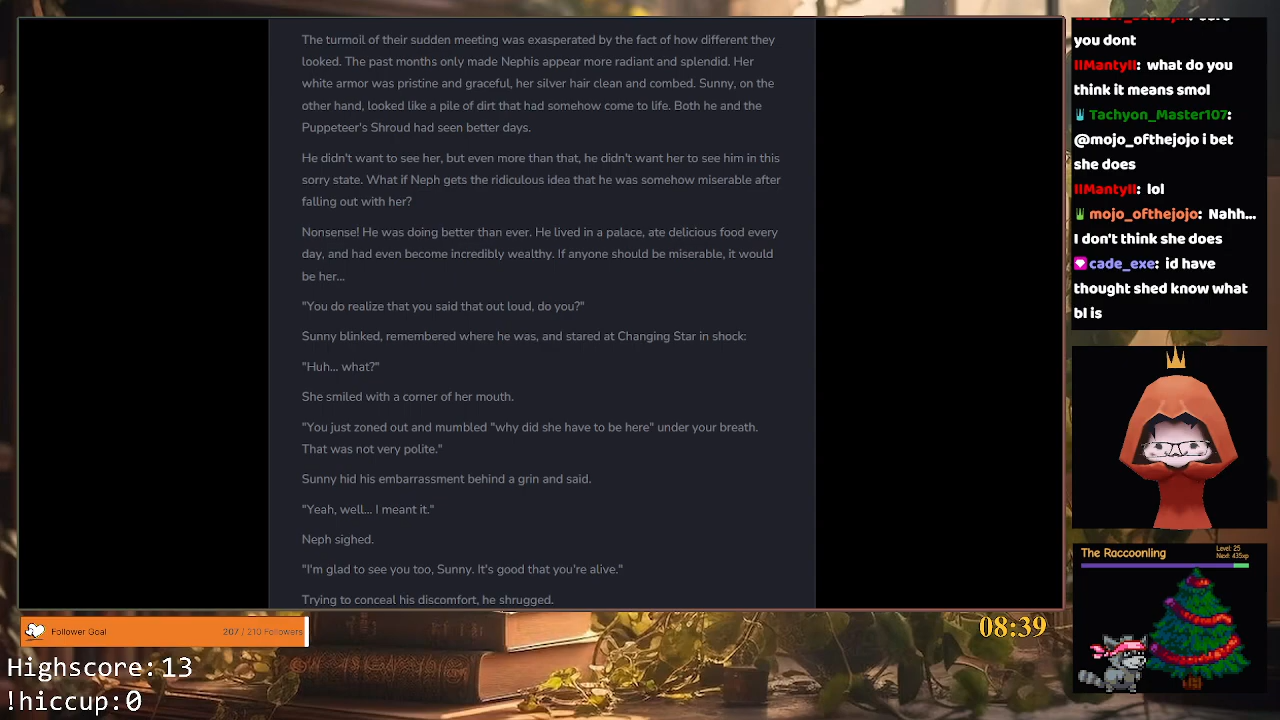 The turmoil of their sudden meeting was exasperated by the fact of how different they
looked. The past months only made Nephis appear more radiant and splendid. Her
white armor was pristine and graceful, her silver hair clean and combed. Sunny, on the
other hand, looked like a pile of dirt that had somehow come to life. Both he and the
Puppeteer's Shroud had seen better days.
He didn't want to see her, but even more than that, he didn't want her to see him in this
sorry state. What if Neph gets the ridiculous idea that he was somehow miserable after
falling out with her?
Nonsense! He was doing better than ever. He lived in a palace, ate delicious food every
day, and had even become incredibly wealthy. If anyone should be miserable, it would
be her...
"You do realize that you said that out loud, do you?"
Sunny blinked, remembered where he was, and stared at Changing Star in shock:
"Huh... what?"
She smiled with a corner of her mouth.
"You just zoned out and mumbled "why did she have to be here" under your breath.
That was not very polite."
Sunny hid his embarrassment behind a grin and said.
"Yeah, well... I meant it."
Neph sighed.
"I'm glad to see you too, Sunny. It's good that you're alive."
Trying to conceal his discomfort, he shrugged.
you dont
IIMantyII: what do you
think it means smol
Tachyon_Master107:
@mojo_ofthejojo i bet
she does
IIMantyII: lol
mojo_ofthejojo: Nahh...
I don't think she does
cade_exe: id have
thought shed know what
bl is
The Raccoonling
Level: 25
Next: 435xp
Follower Goal
207 / 210 Followers
08:39
Highscore:13
!hiccup:0